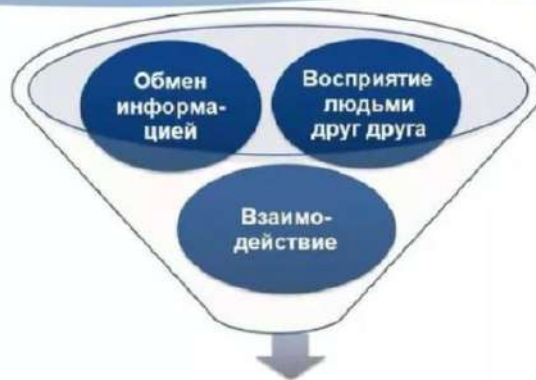 Обмен
информа-
цией
Восприятие
людьми
друг друга
Взаимо-
действие